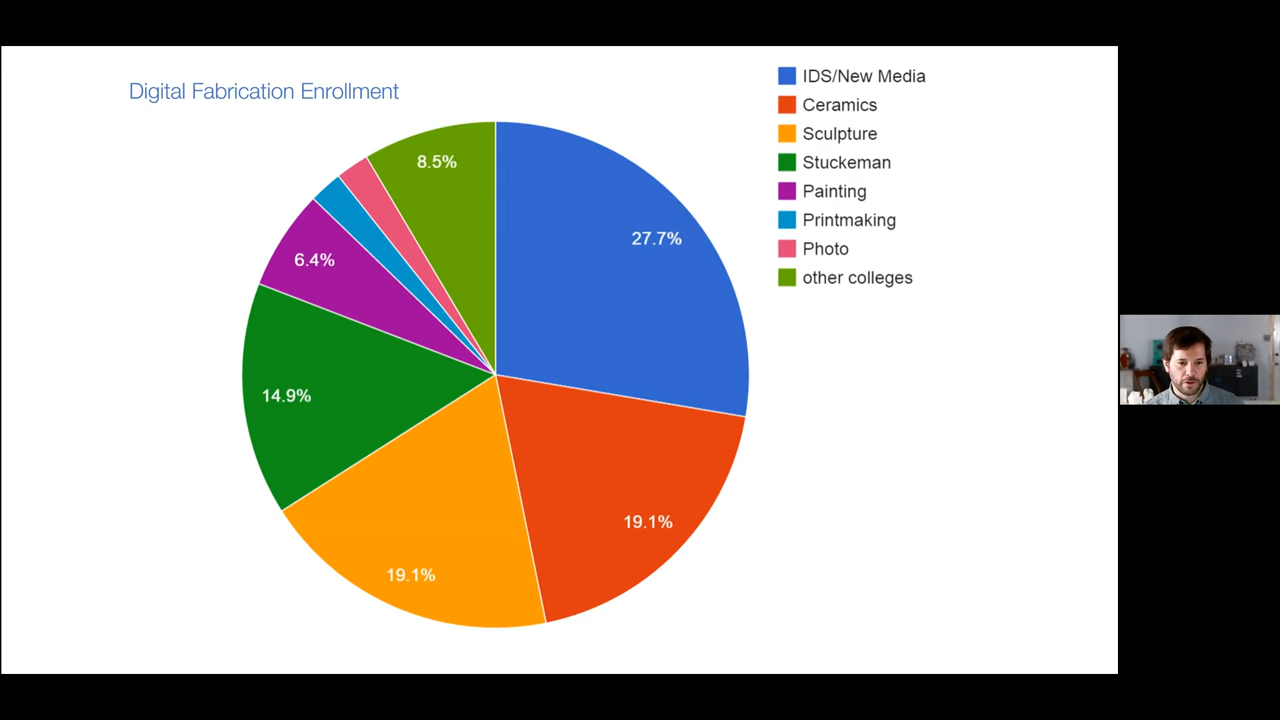 Digital Fabrication Enrollment
IDS/New Media
Ceramics
Sculpture
Stuckeman
Painting
Printmaking
Photo
other colleges
8.5%
27.7%
6.4%
14.9%
19.1%
19.1%